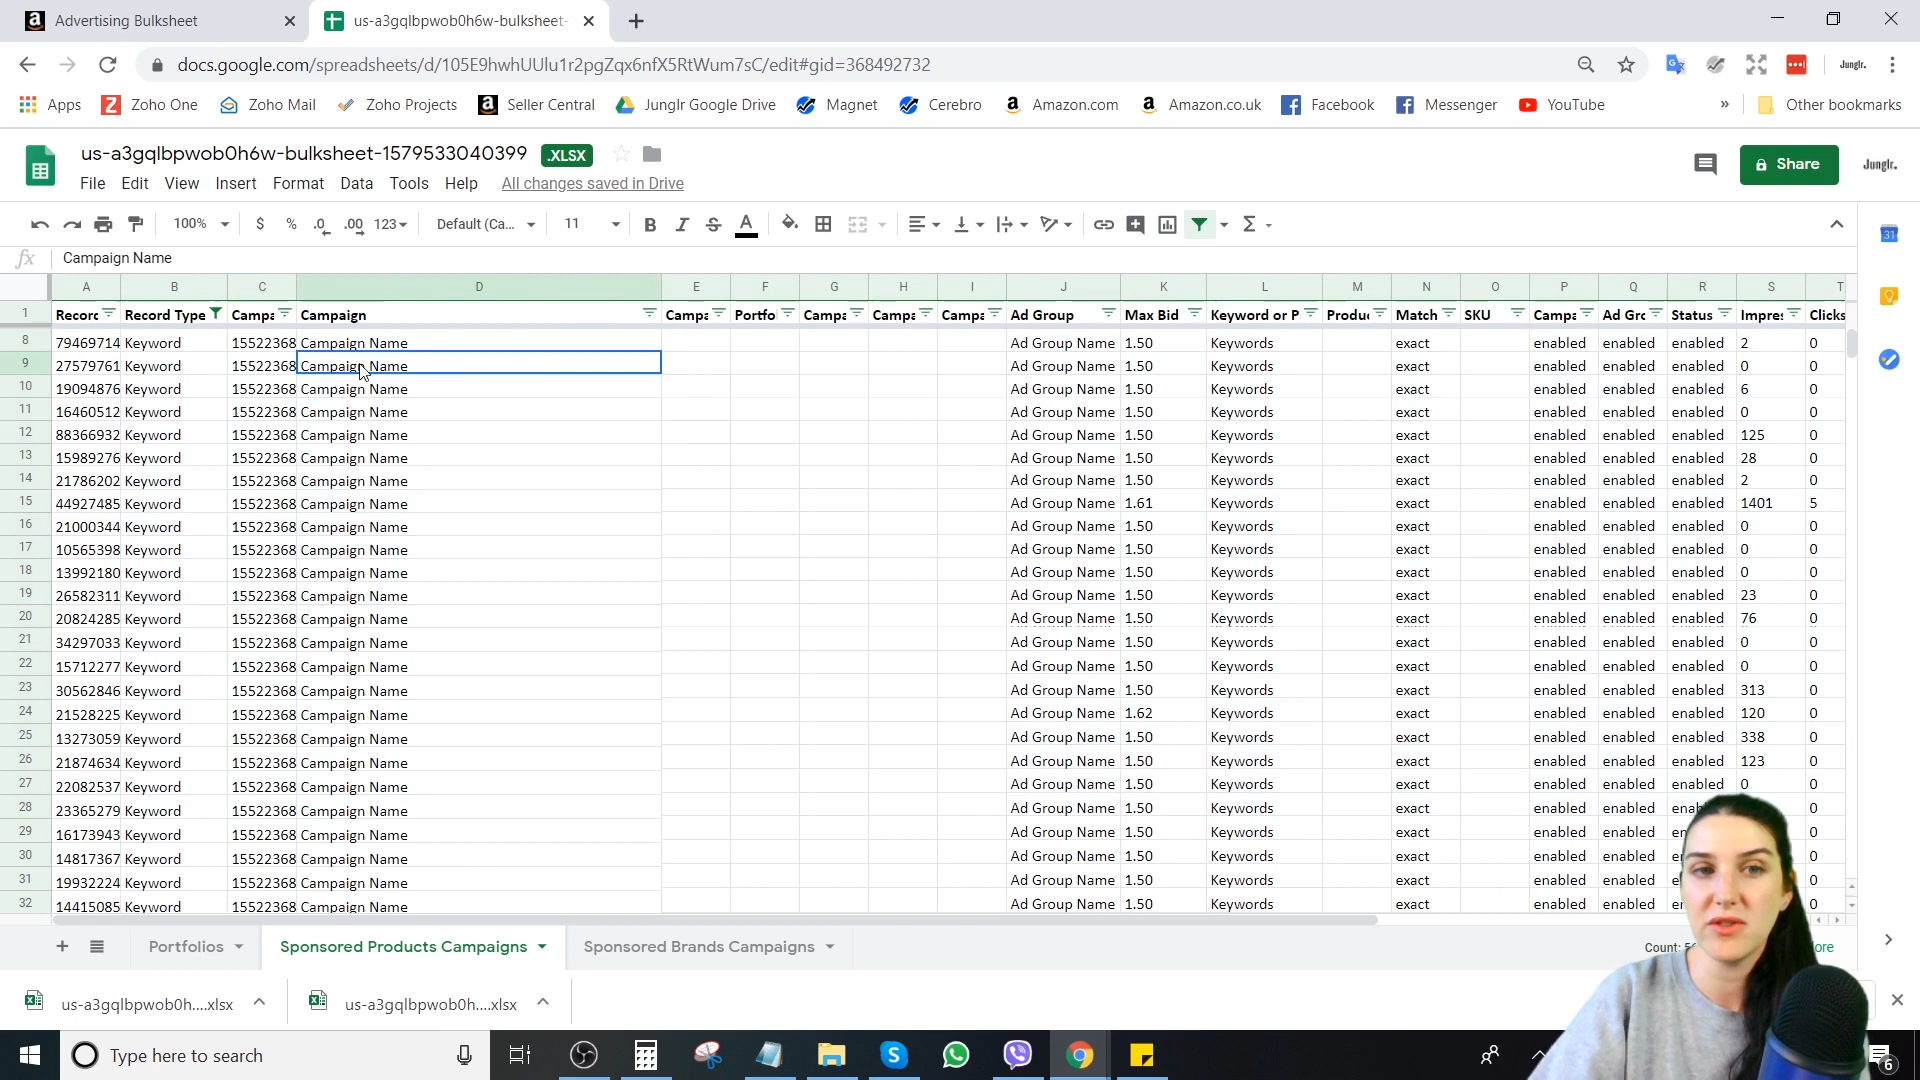 Advertising Bulksheet
us-a3gqlbpwob0h6w-bulksheet-
docs.google.com/spreadsheets/d/105E9hwhUUlu1r2pgZqx6nfX5RtWum7sC/edit#gid=368492732
Junglr.
Apps
Zoho One
Zoho Mail
Zoho Projects
Seller Central
Junglr Google Drive
Magnet
Cerebro
Amazon.com
Amazon.co.uk
Facebook
Messenger
YouTube
»
Other bookmarks
us-a3gqlbpwob0h6w-bulksheet-1579533040399 .XLSX
Share
Junglr.
File Edit View Insert Format Data Tools Help All changes saved in Drive
100% $ % .0 .00 123 Default (Ca... 11 B I S A Σ
31
fx Campaign Name
A B C D E F G H I J K L M N O P Q R S T
1 Recorc Record Type Campa Campaign Campa Portfo Campa Campa Campa Ad Group Max Bid Keyword or P Produc Match SKU Campa Ad Grc Status Impres Clicks
8 79469714 Keyword 15522368 Campaign Name Ad Group Name 1.50 Keywords exact enabled enabled enabled 2 0
9 27579761 Keyword 15522368 Campaign Name Ad Group Name 1.50 Keywords exact enabled enabled enabled 0 0
10 19094876 Keyword 15522368 Campaign Name Ad Group Name 1.50 Keywords exact enabled enabled enabled 6 0
11 16460512 Keyword 15522368 Campaign Name Ad Group Name 1.50 Keywords exact enabled enabled enabled 0 0
12 88366932 Keyword 15522368 Campaign Name Ad Group Name 1.50 Keywords exact enabled enabled enabled 125 0
13 15989276 Keyword 15522368 Campaign Name Ad Group Name 1.50 Keywords exact enabled enabled enabled 28 0
14 21786202 Keyword 15522368 Campaign Name Ad Group Name 1.50 Keywords exact enabled enabled enabled 2 0
15 44927485 Keyword 15522368 Campaign Name Ad Group Name 1.61 Keywords exact enabled enabled enabled 1401 5
16 21000344 Keyword 15522368 Campaign Name Ad Group Name 1.50 Keywords exact enabled enabled enabled 0 0
17 10565398 Keyword 15522368 Campaign Name Ad Group Name 1.50 Keywords exact enabled enabled enabled 0 0
18 13992180 Keyword 15522368 Campaign Name Ad Group Name 1.50 Keywords exact enabled enabled enabled 0 0
19 26582311 Keyword 15522368 Campaign Name Ad Group Name 1.50 Keywords exact enabled enabled enabled 23 0
20 20824285 Keyword 15522368 Campaign Name Ad Group Name 1.50 Keywords exact enabled enabled enabled 76 0
21 34297033 Keyword 15522368 Campaign Name Ad Group Name 1.50 Keywords exact enabled enabled enabled 0 0
22 15712277 Keyword 15522368 Campaign Name Ad Group Name 1.50 Keywords exact enabled enabled enabled 0 0
23 30562846 Keyword 15522368 Campaign Name Ad Group Name 1.50 Keywords exact enabled enabled enabled 313 0
24 21528225 Keyword 15522368 Campaign Name Ad Group Name 1.62 Keywords exact enabled enabled enabled 120 0
25 13273059 Keyword 15522368 Campaign Name Ad Group Name 1.50 Keywords exact enabled enabled enabled 338 0
26 21874634 Keyword 15522368 Campaign Name Ad Group Name 1.50 Keywords exact enabled enabled enabled 123 0
27 22082537 Keyword 15522368 Campaign Name Ad Group Name 1.50 Keywords exact enabled enabled enabled 0 0
28 23365279 Keyword 15522368 Campaign Name Ad Group Name 1.50 Keywords exact enabled enabled 0
29 16173943 Keyword 15522368 Campaign Name Ad Group Name 1.50 Keywords exact enabled enabled 0
30 14817367 Keyword 15522368 Campaign Name Ad Group Name 1.50 Keywords exact enabled enabled 0
31 19932224 Keyword 15522368 Campaign Name Ad Group Name 1.50 Keywords exact enabled enabled 0
32 14415085 Keyword 15522368 Campaign Name Ad Group Name 1.50 Keywords exact enabled enabled 0
Portfolios
Sponsored Products Campaigns
Sponsored Brands Campaigns
Count:
us-a3gqlbpwob0h....xlsx
us-a3gqlbpwob0h....xlsx
Type here to search
6